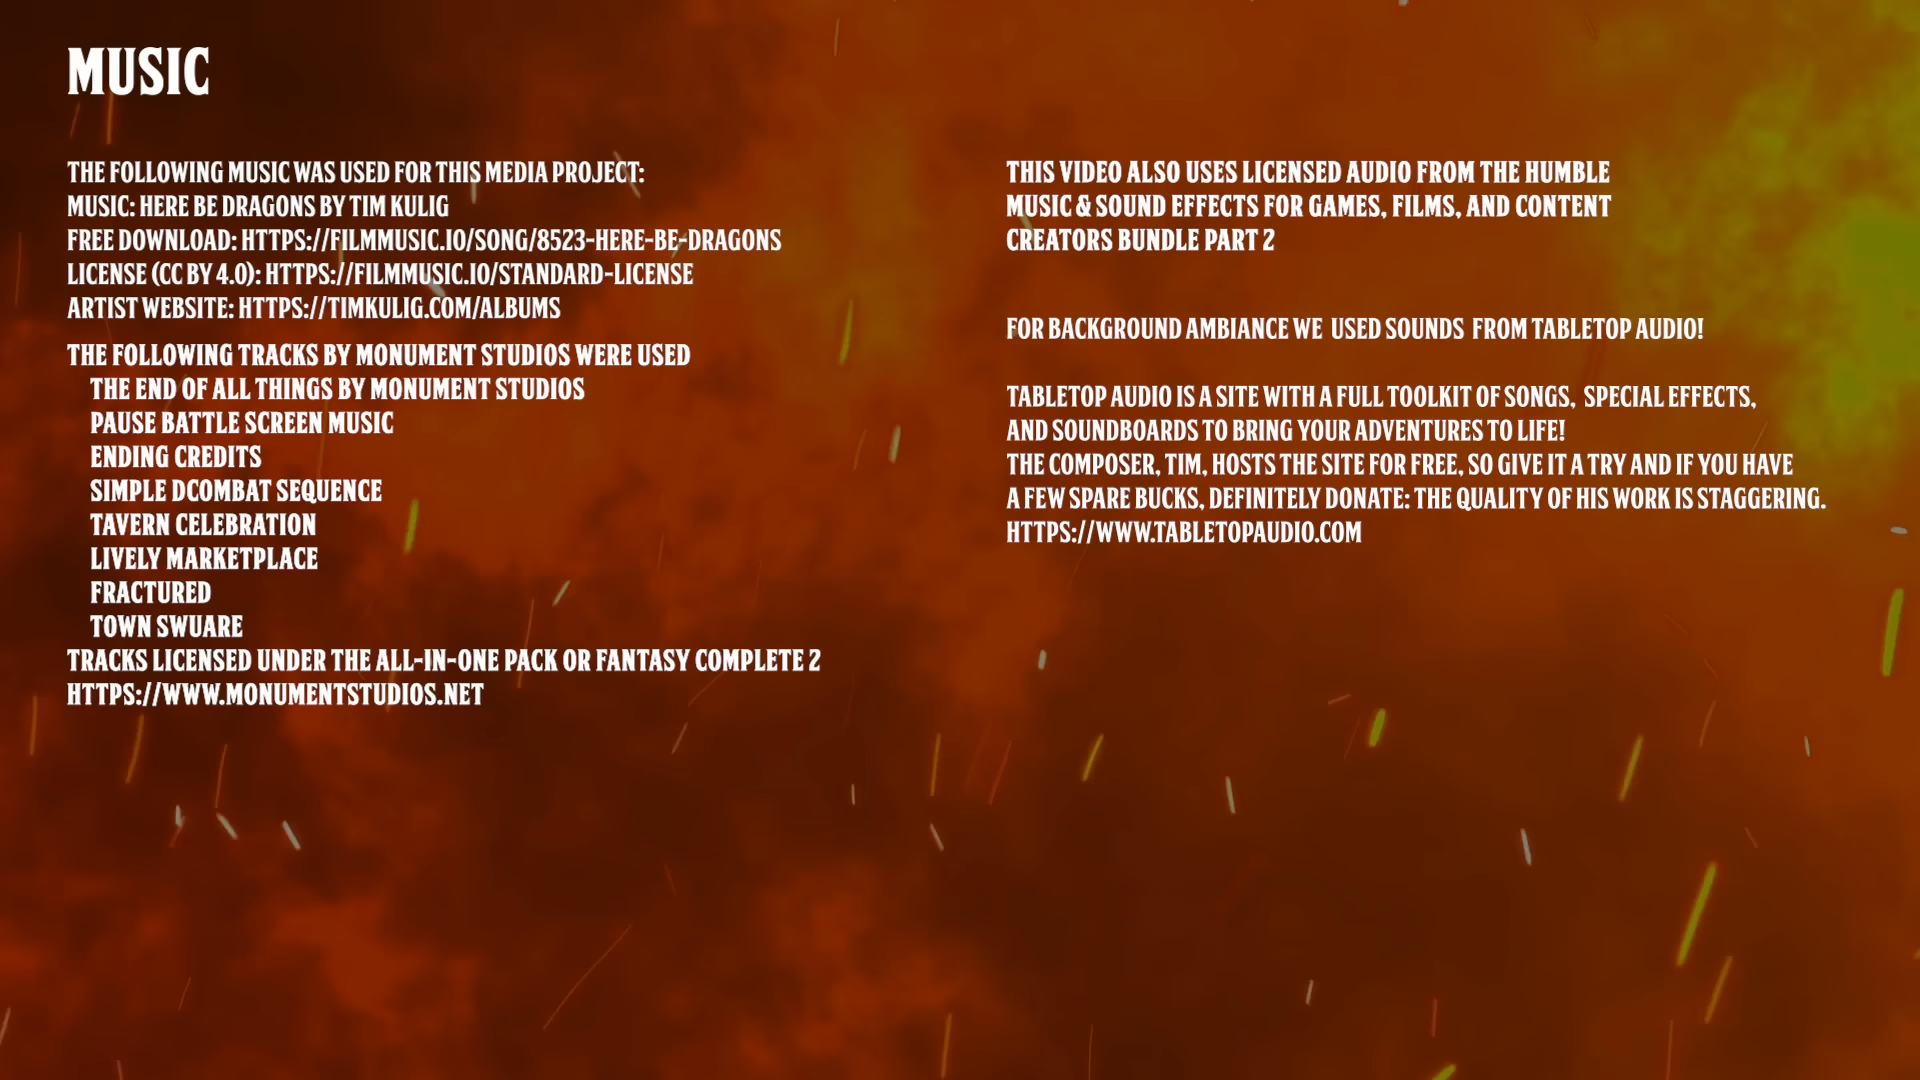 MUSIC
THE FOLLOWING MUSIC WAS USED FOR THIS MEDIA PROJECT:
MUSIC: HERE BE DRAGONS BY TIM KULIG
FREE DOWNLOAD: HTTPS://FILMMUSIC.IO/SONG/8523-HERE-BE-DRAGONS
LICENSE (CC BY 4.0): HTTPS://FILMMUSIC.IO/STANDARD-LICENSE
ARTIST WEBSITE: HTTPS://TIMKULIG.COM/ALBUMS
THE FOLLOWING TRACKS BY MONUMENT STUDIOS WERE USED
THE END OF ALL THINGS BY MONUMENT STUDIOS
PAUSE BATTLE SCREEN MUSIC
ENDING CREDITS
SIMPLE DCOMBAT SEQUENCE
TAVERN CELEBRATION
LIVELY MARKETPLACE
FRACTURED
TOWN SWUARE
TRACKS LICENSED UNDER THE ALL-IN-ONE PACK OR FANTASY COMPLETE 2
HTTPS://WWW.MONUMENTSTUDIOS.NET
THIS VIDEO ALSO USES LICENSED AUDIO FROM THE HUMBLE
MUSIC & SOUND EFFECTS FOR GAMES, FILMS, AND CONTENT
CREATORS BUNDLE PART 2
FOR BACKGROUND AMBIANCE WE USED SOUNDS FROM TABLETOP AUDIO!
TABLETOP AUDIO IS A SITE WITH A FULL TOOLKIT OF SONGS, SPECIAL EFFECTS,
AND SOUNDBOARDS TO BRING YOUR ADVENTURES TO LIFE!
THE COMPOSER, TIM, HOSTS THE SITE FOR FREE, SO GIVE IT A TRY AND IF YOU HAVE
A FEW SPARE BUCKS, DEFINITELY DONATE: THE QUALITY OF HIS WORK IS STAGGERING.
HTTPS://WWW.TABLETOPAUDIO.COM